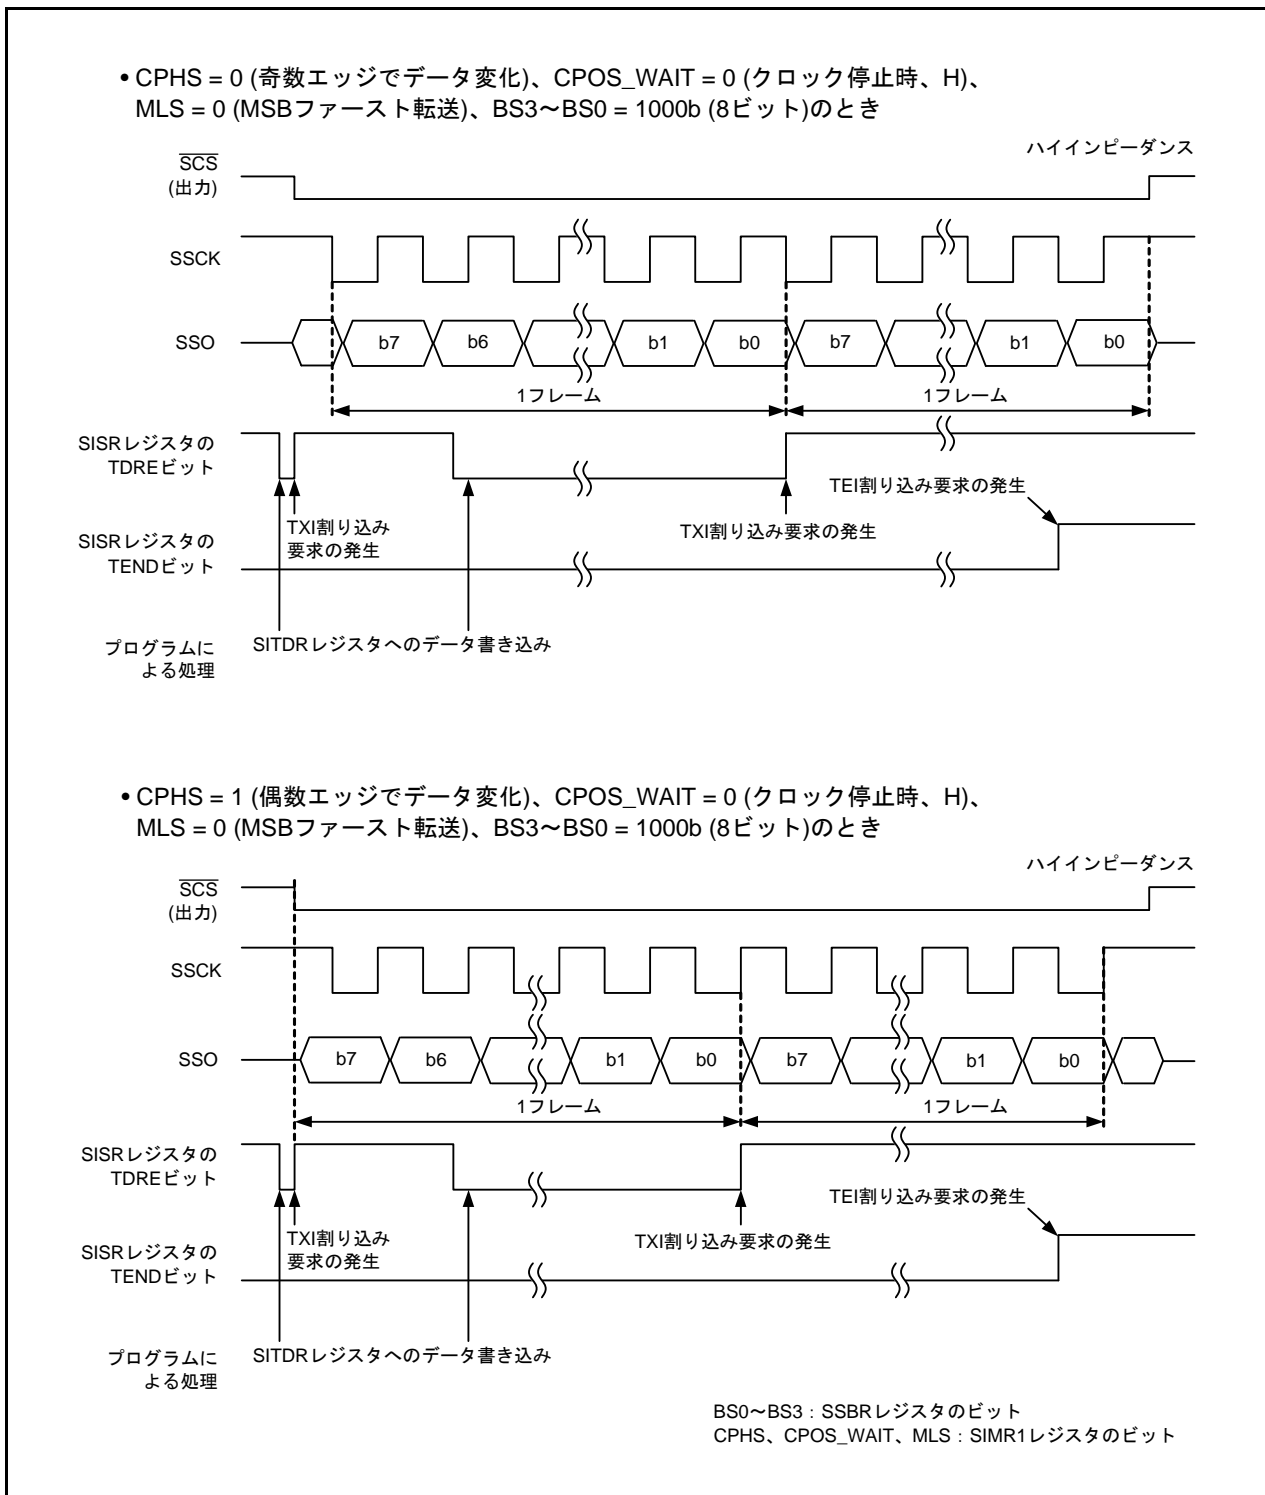 • CPHS = 0 (奇数エッジでデータ変化)、CPOS_WAIT = 0 (クロック停止時、H)、
MLS = 0 (MSBファースト転送)、BS3～BS0 = 1000b (8ビット)のとき
ハイインピーダンス
SCS
(出力)
SSCK
SSO
b7 b6 b1 b0 b7 b1 b0
1フレーム 1フレーム
SISRレジスタの
TDREビット
TEI割り込み要求の発生
TXI割り込み
要求の発生
TXI割り込み要求の発生
SISRレジスタの
TENDビット
プログラムに
よる処理
SITDRレジスタへのデータ書き込み
• CPHS = 1 (偶数エッジでデータ変化)、CPOS_WAIT = 0 (クロック停止時、H)、
MLS = 0 (MSBファースト転送)、BS3～BS0 = 1000b (8ビット)のとき
ハイインピーダンス
SCS
(出力)
SSCK
SSO
b7 b6 b1 b0 b7 b1 b0
1フレーム 1フレーム
SISRレジスタの
TDREビット
TEI割り込み要求の発生
TXI割り込み
要求の発生
TXI割り込み要求の発生
SISRレジスタの
TENDビット
プログラムに
よる処理
SITDRレジスタへのデータ書き込み
BS0～BS3：SSBRレジスタのビット
CPHS、CPOS_WAIT、MLS：SIMR1レジスタのビット